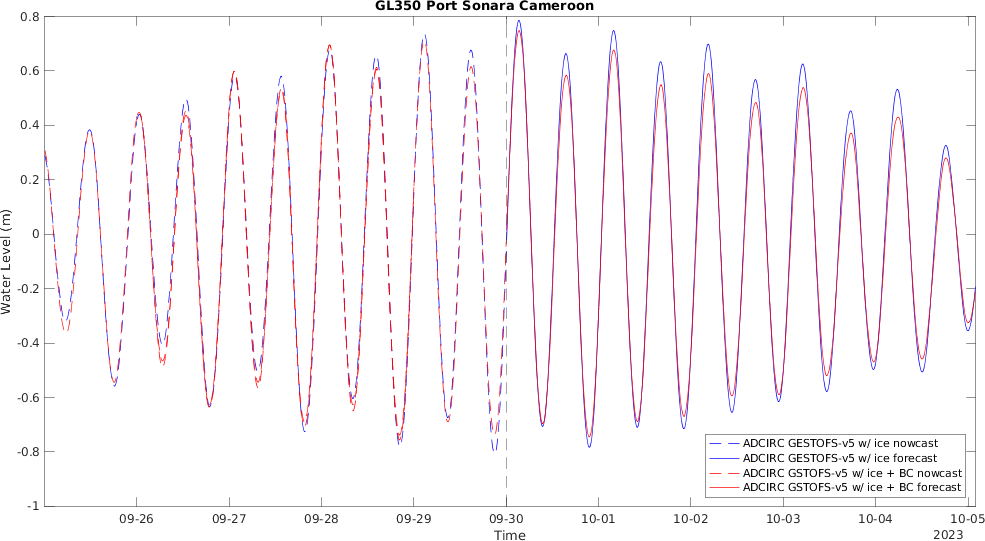 GL350 Port Sonara Cameroon
0.8
0.6
0.4
0.2
0
-0.2
-0.4
-0.6
-0.8
-1
Water Level (m)
ADCIRC GESTOFS-v5 w/ ice nowcast
ADCIRC GESTOFS-v5 w/ ice forecast
ADCIRC GSTOFS-v5 w/ ice + BC nowcast
ADCIRC GSTOFS-v5 w/ ice + BC forecast
09-26 09-27 09-28 09-29 09-30 10-01 10-02 10-03 10-04 10-05
Time
2023